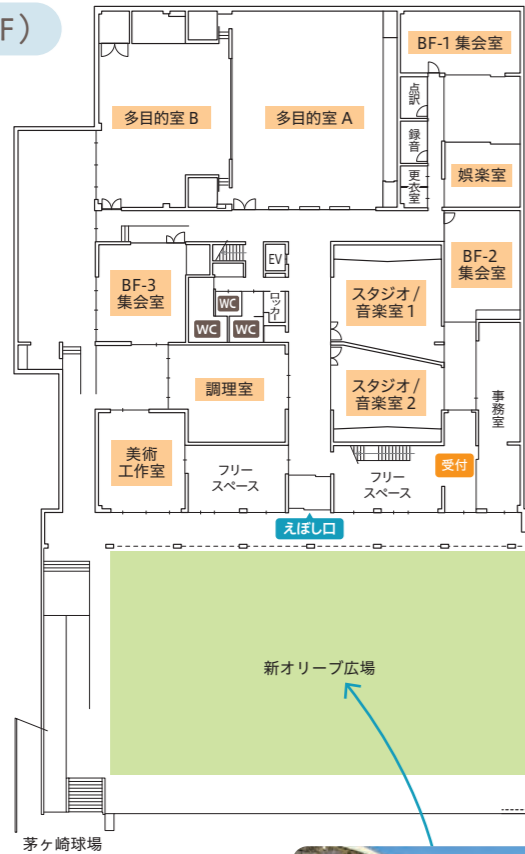 F）
BF-1 集会室
多目的室 B
多目的室 A
点訳
録音
更衣室
娯楽室
EV
BF-3
集会室
ロッカー
WC
WC
WC
スタジオ/
音楽室 1
BF-2
集会室
調理室
スタジオ/
音楽室 2
事務室
美術
工作室
フリー
スペース
フリー
スペース
受付
えぼし口
新オリーブ広場
茅ヶ崎球場